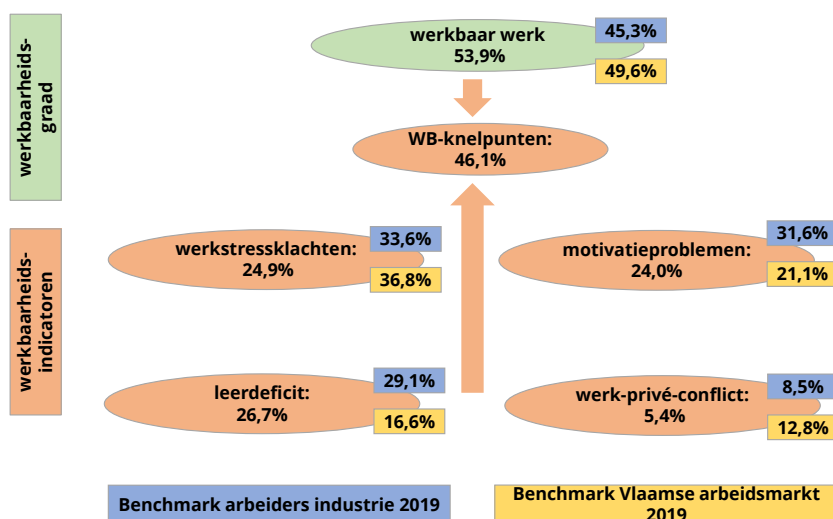 werkbaarheids-
graad
werkbaar werk
53,9%
45,3%
49,6%
WB-knelpunten:
46,1%
werkbaarheids-
indicatoren
werkstressklachten:
24,9%
33,6%
36,8%
motivatieproblemen:
24,0%
31,6%
21,1%
leerdeficit:
26,7%
29,1%
16,6%
werk-privé-conflict:
5,4%
8,5%
12,8%
Benchmark arbeiders industrie 2019
Benchmark Vlaamse arbeidsmarkt
2019